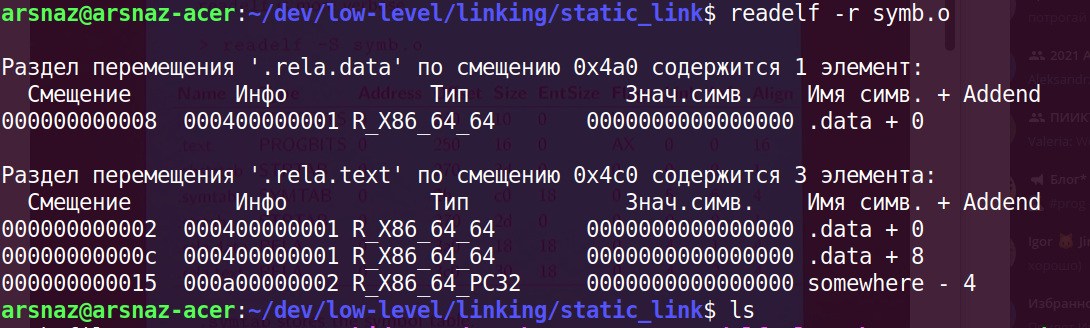 arsnaz@arsnaz-acer:~/dev/low-level/linking/static_link$ readelf -r symb.o
> readelf -S symb.o
Раздел перемещения '.rela.data' по смещению 0x4a0 содержится 1 элемент:
Смещение Инфо Тип Знач.симв. Имя симв. + Addend
000000000008 000400000001 R_X86_64_64 0000000000000000 .data + 0
Раздел перемещения '.rela.text' по смещению 0x4c0 содержится 3 элемента:
Смещение Инфо Тип Знач.симв. Имя симв. + Addend
000000000002 000400000001 R_X86_64_64 0000000000000000 .data + 0
00000000000c 000400000001 R_X86_64_64 0000000000000000 .data + 8
000000000015 000a00000002 R_X86_64_PC32 0000000000000000 somewhere - 4
arsnaz@arsnaz-acer:~/dev/low-level/linking/static_link$ ls